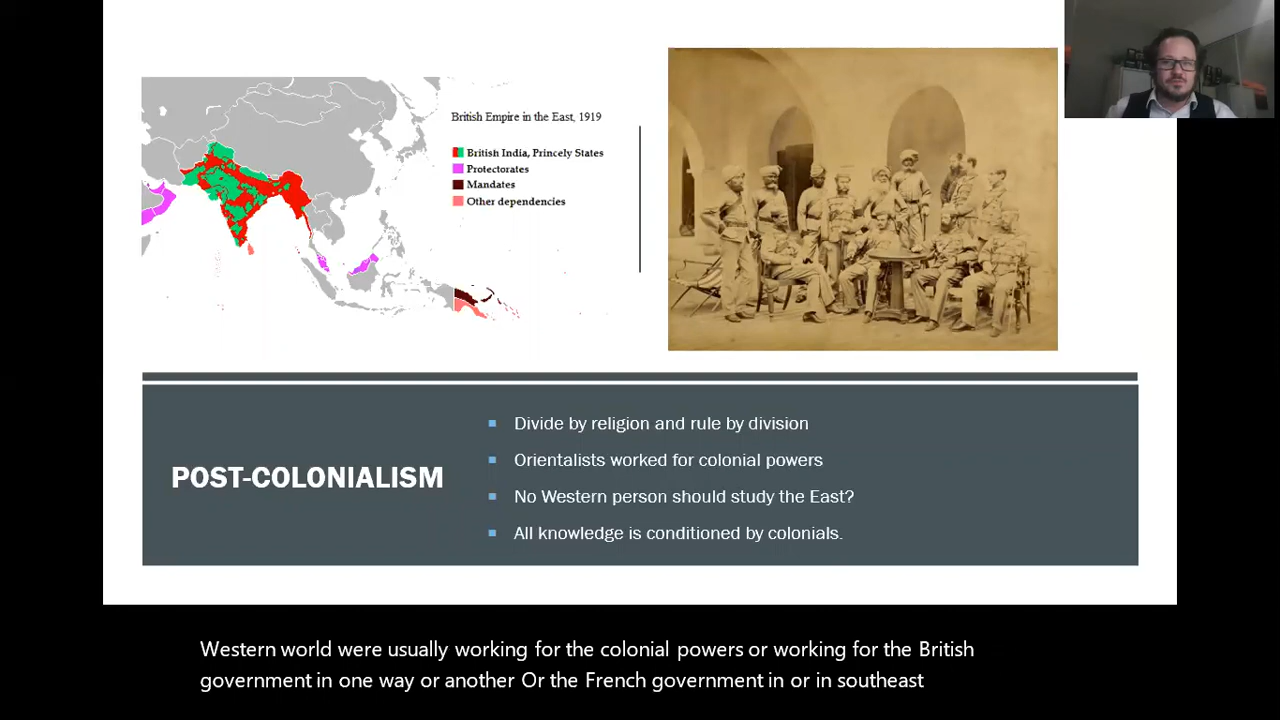 British Empire in the East, 1919
British India, Princely States
Protectorates
Mandates
Other dependencies
POST-COLONIALISM
Divide by religion and rule by division
Orientalists worked for colonial powers
No Western person should study the East?
All knowledge is conditioned by colonials.
Western world were usually working for the colonial powers or working for the British
government in one way or another Or the French government in or in southeast